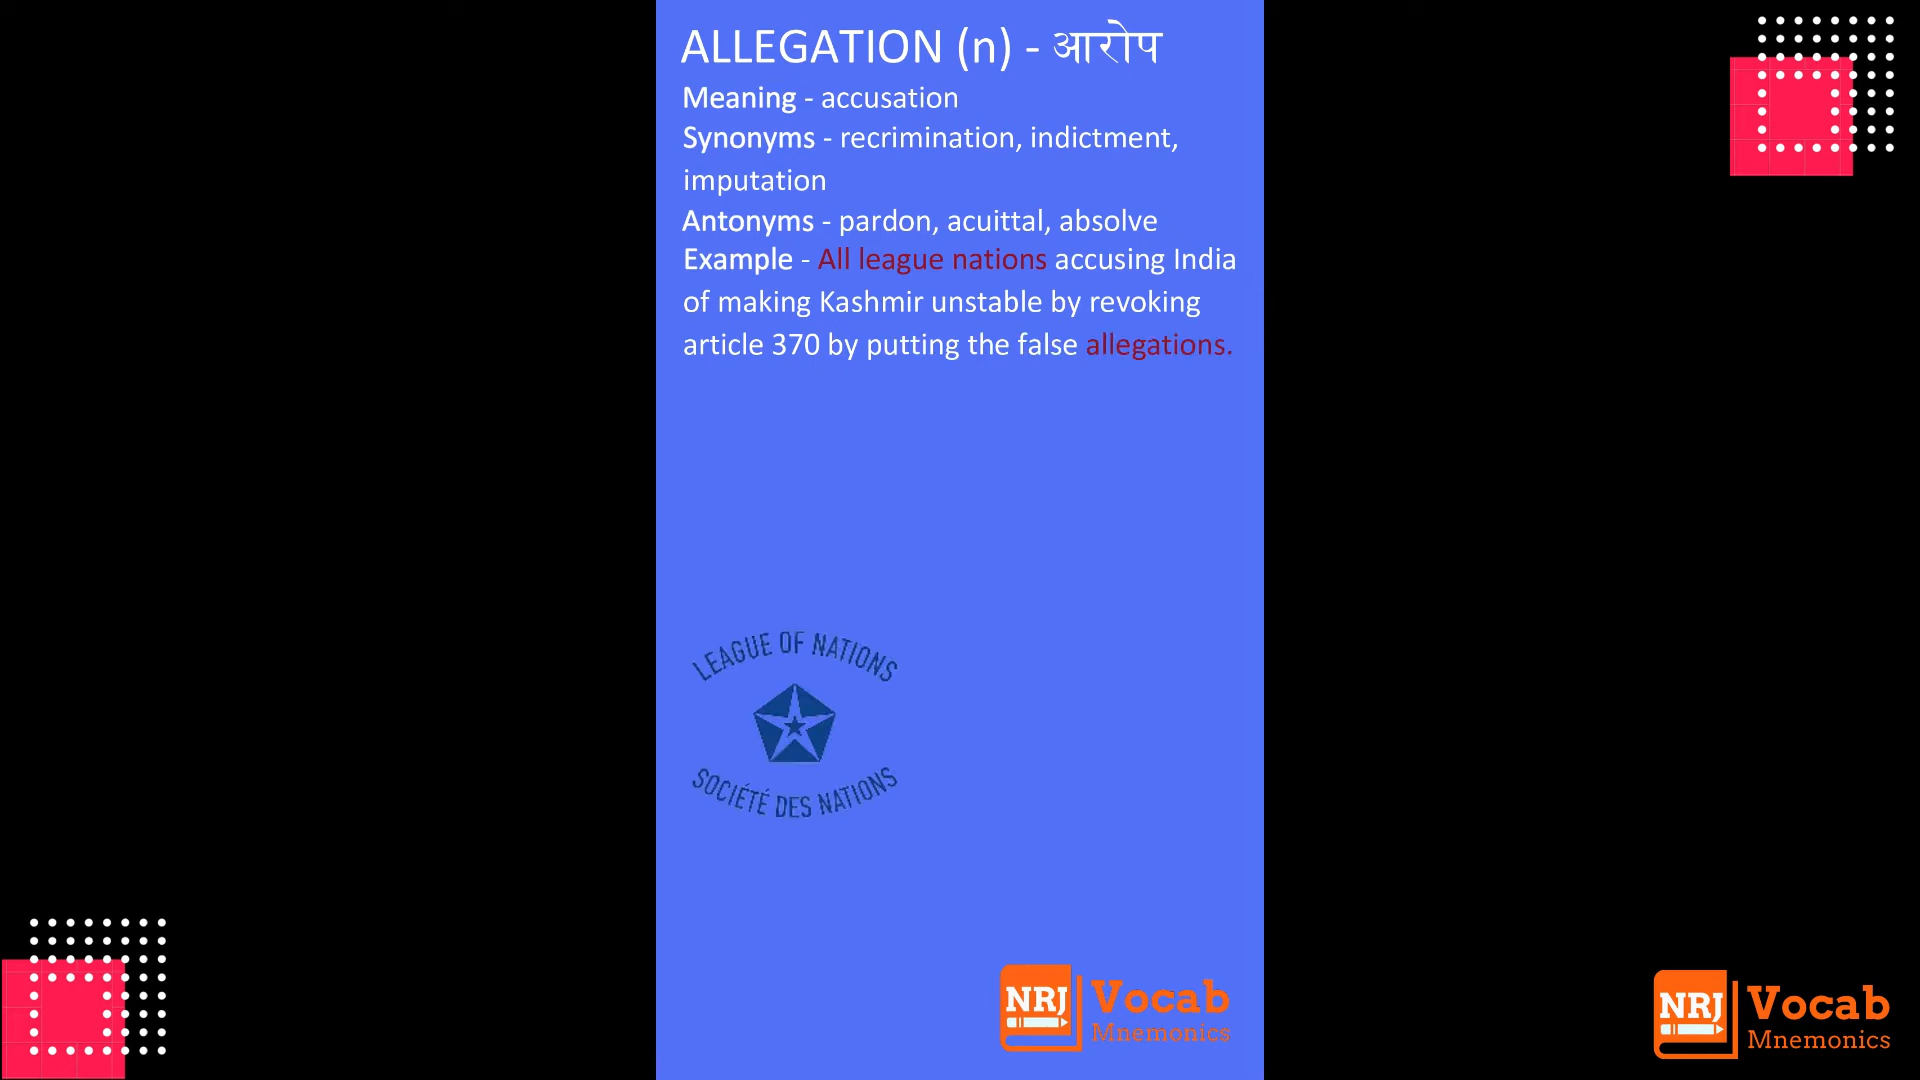 ALLEGATION (n) - आरोप
Meaning - accusation
Synonyms - recrimination, indictment,
imputation
Antonyms - pardon, acuittal, absolve
Example - All league nations accusing India
of making Kashmir unstable by revoking
article 370 by putting the false allegations.
LEAGUE OF NATIONS
SOCIÉTÉ DES NATIONS
NRJ Vocab
Mnemonics
NRJ Vocab
Mnemonics